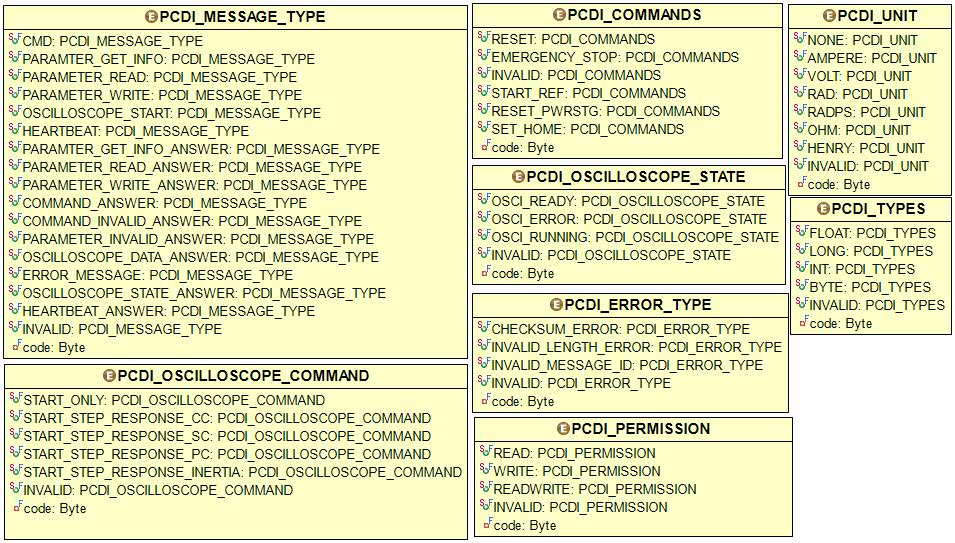 PCDI_MESSAGE_TYPE
CMD: PCDI_MESSAGE_TYPE
PARAMTER_GET_INFO: PCDI_MESSAGE_TYPE
PARAMETER_READ: PCDI_MESSAGE_TYPE
PARAMETER_WRITE: PCDI_MESSAGE_TYPE
OSCILLOSCOPE_START: PCDI_MESSAGE_TYPE
HEARTBEAT: PCDI_MESSAGE_TYPE
PARAMTER_GET_INFO_ANSWER: PCDI_MESSAGE_TYPE
PARAMETER_READ_ANSWER: PCDI_MESSAGE_TYPE
PARAMETER_WRITE_ANSWER: PCDI_MESSAGE_TYPE
COMMAND_ANSWER: PCDI_MESSAGE_TYPE
COMMAND_INVALID_ANSWER: PCDI_MESSAGE_TYPE
PARAMETER_INVALID_ANSWER: PCDI_MESSAGE_TYPE
OSCILLOSCOPE_DATA_ANSWER: PCDI_MESSAGE_TYPE
ERROR_MESSAGE: PCDI_MESSAGE_TYPE
OSCILLOSCOPE_STATE_ANSWER: PCDI_MESSAGE_TYPE
HEARTBEAT_ANSWER: PCDI_MESSAGE_TYPE
INVALID: PCDI_MESSAGE_TYPE
code: Byte
PCDI_OSCILLOSCOPE_COMMAND
START_ONLY: PCDI_OSCILLOSCOPE_COMMAND
START_STEP_RESPONSE_CC: PCDI_OSCILLOSCOPE_COMMAND
START_STEP_RESPONSE_SC: PCDI_OSCILLOSCOPE_COMMAND
START_STEP_RESPONSE_PC: PCDI_OSCILLOSCOPE_COMMAND
START_STEP_RESPONSE_INERTIA: PCDI_OSCILLOSCOPE_COMMAND
INVALID: PCDI_OSCILLOSCOPE_COMMAND
code: Byte
PCDI_COMMANDS
RESET: PCDI_COMMANDS
EMERGENCY_STOP: PCDI_COMMANDS
INVALID: PCDI_COMMANDS
START_REF: PCDI_COMMANDS
RESET_PWRSTG: PCDI_COMMANDS
SET_HOME: PCDI_COMMANDS
code: Byte
PCDI_OSCILLOSCOPE_STATE
OSCI_READY: PCDI_OSCILLOSCOPE_STATE
OSCI_ERROR: PCDI_OSCILLOSCOPE_STATE
OSCI_RUNNING: PCDI_OSCILLOSCOPE_STATE
INVALID: PCDI_OSCILLOSCOPE_STATE
code: Byte
PCDI_ERROR_TYPE
CHECKSUM_ERROR: PCDI_ERROR_TYPE
INVALID_LENGTH_ERROR: PCDI_ERROR_TYPE
INVALID_MESSAGE_ID: PCDI_ERROR_TYPE
INVALID: PCDI_ERROR_TYPE
code: Byte
PCDI_PERMISSION
READ: PCDI_PERMISSION
WRITE: PCDI_PERMISSION
READWRITE: PCDI_PERMISSION
INVALID: PCDI_PERMISSION
code: Byte
PCDI_UNIT
NONE: PCDI_UNIT
AMPERE: PCDI_UNIT
VOLT: PCDI_UNIT
RAD: PCDI_UNIT
RADPS: PCDI_UNIT
OHM: PCDI_UNIT
HENRY: PCDI_UNIT
INVALID: PCDI_UNIT
code: Byte
PCDI_TYPES
FLOAT: PCDI_TYPES
LONG: PCDI_TYPES
INT: PCDI_TYPES
BYTE: PCDI_TYPES
INVALID: PCDI_TYPES
code: Byte